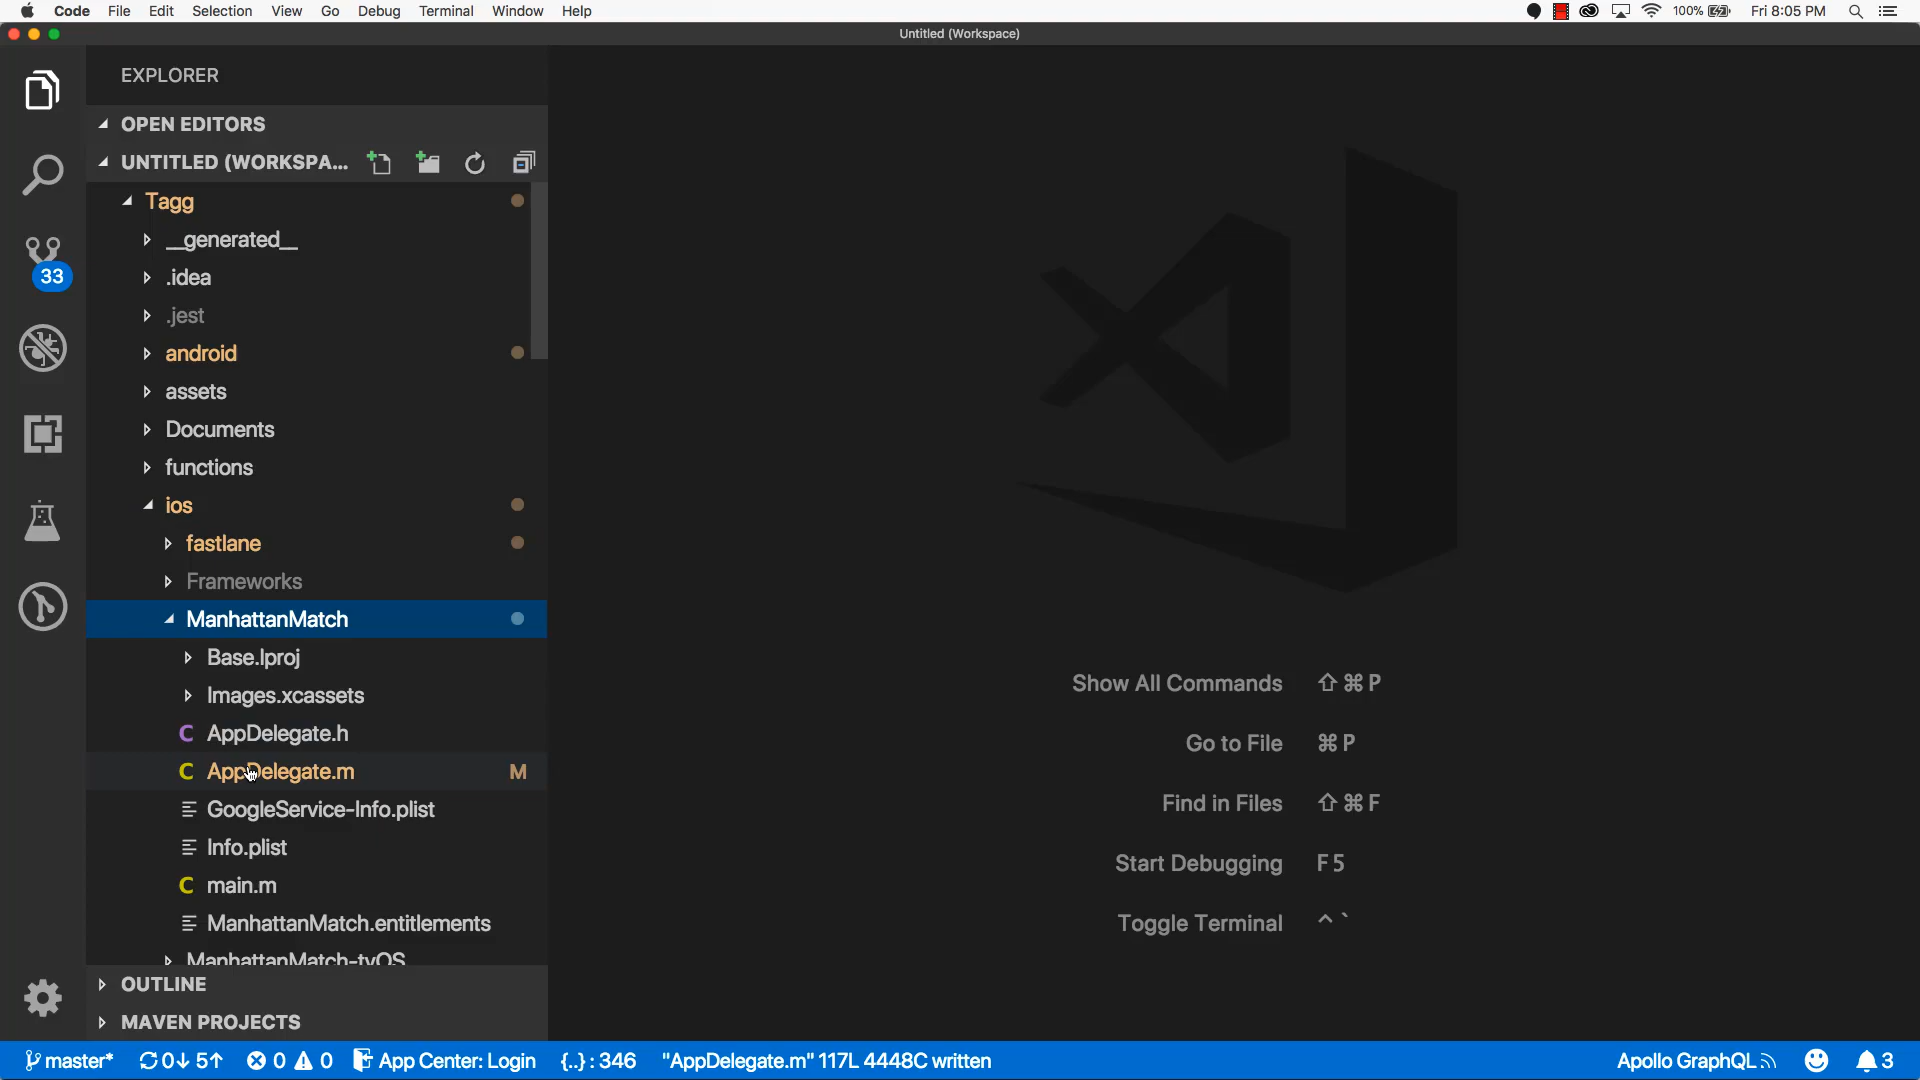 Code File Edit Selection View Go Debug Terminal Window Help 100% Fri 8:05 PM
Untitled (Workspace)
EXPLORER
OPEN EDITORS
UNTITLED (WORKSPA...
Tagg
__generated__
.idea
.jest
android
assets
Documents
functions
ios
fastlane
Frameworks
ManhattanMatch
Base.lproj
Images.xcassets
C AppDelegate.h
C AppDelegate.m M
GoogleService-Info.plist
Info.plist
C main.m
ManhattanMatch.entitlements
ManhattanMatch-tvOS
OUTLINE
MAVEN PROJECTS
33
Show All Commands ⇧⌘P
Go to File ⌘P
Find in Files ⇧⌘F
Start Debugging F5
Toggle Terminal ⌃`
master* 0↓ 5↑ 0 0 App Center: Login {..} : 346 "AppDelegate.m" 117L 4448C written Apollo GraphQL 3